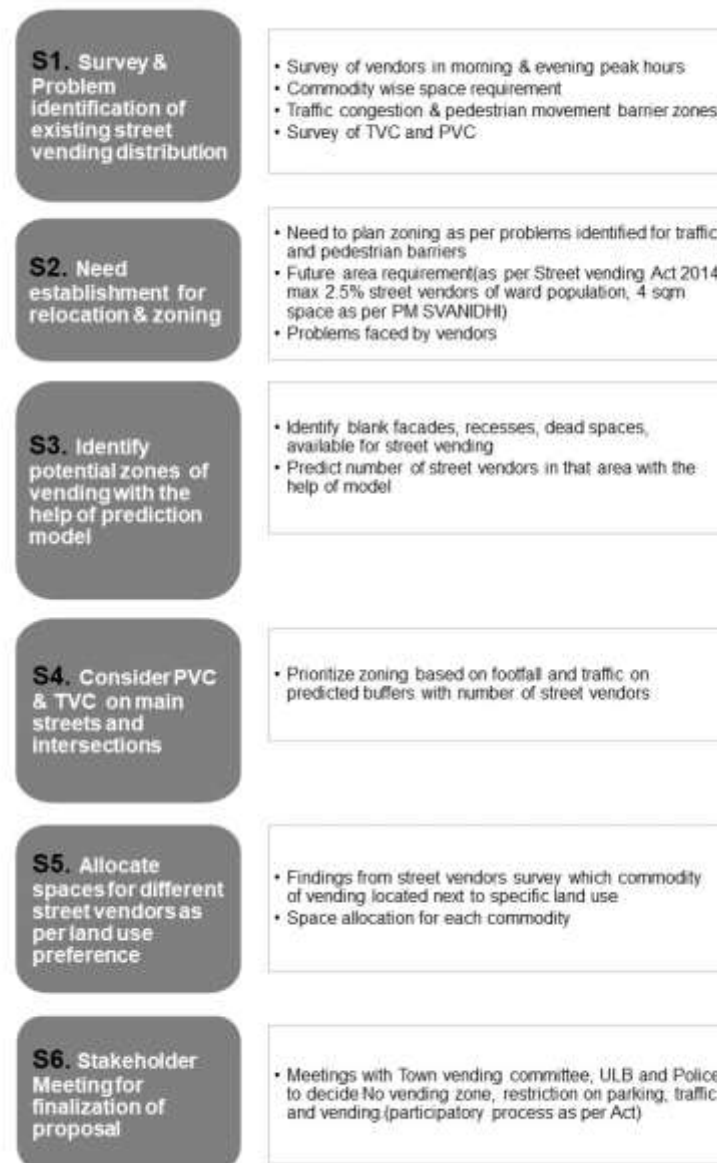 S1. Survey &
Problem
identification of
existing street
vending distribution
• Survey of vendors in morning & evening peak hours
• Commodity wise space requirement
• Traffic congestion & pedestrian movement barrier zones
• Survey of TVC and PVC
S2. Need
establishment for
relocation & zoning
• Need to plan zoning as per problems identified for traffic
and pedestrian barriers
• Future area requirement(as per Street vending Act 2014
max 2.5% street vendors of ward population, 4 sqm
space as per PM SVANIDHI)
• Problems faced by vendors
S3. Identify
potential zones of
vending with the
help of prediction
model
• Identify blank facades, recesses, dead spaces,
available for street vending
• Predict number of street vendors in that area with the
help of model
S4. Consider PVC
& TVC on main
streets and
intersections
• Prioritize zoning based on footfall and traffic on
predicted buffers with number of street vendors
S5. Allocate
spaces for different
street vendors as
per land use
preference
• Findings from street vendors survey which commodity
of vending located next to specific land use
• Space allocation for each commodity
S6. Stakeholder
Meeting for
finalization of
proposal
• Meetings with Town vending committee, ULB and Police
to decide No vending zone, restriction on parking, traffic
and vending.(participatory process as per Act)